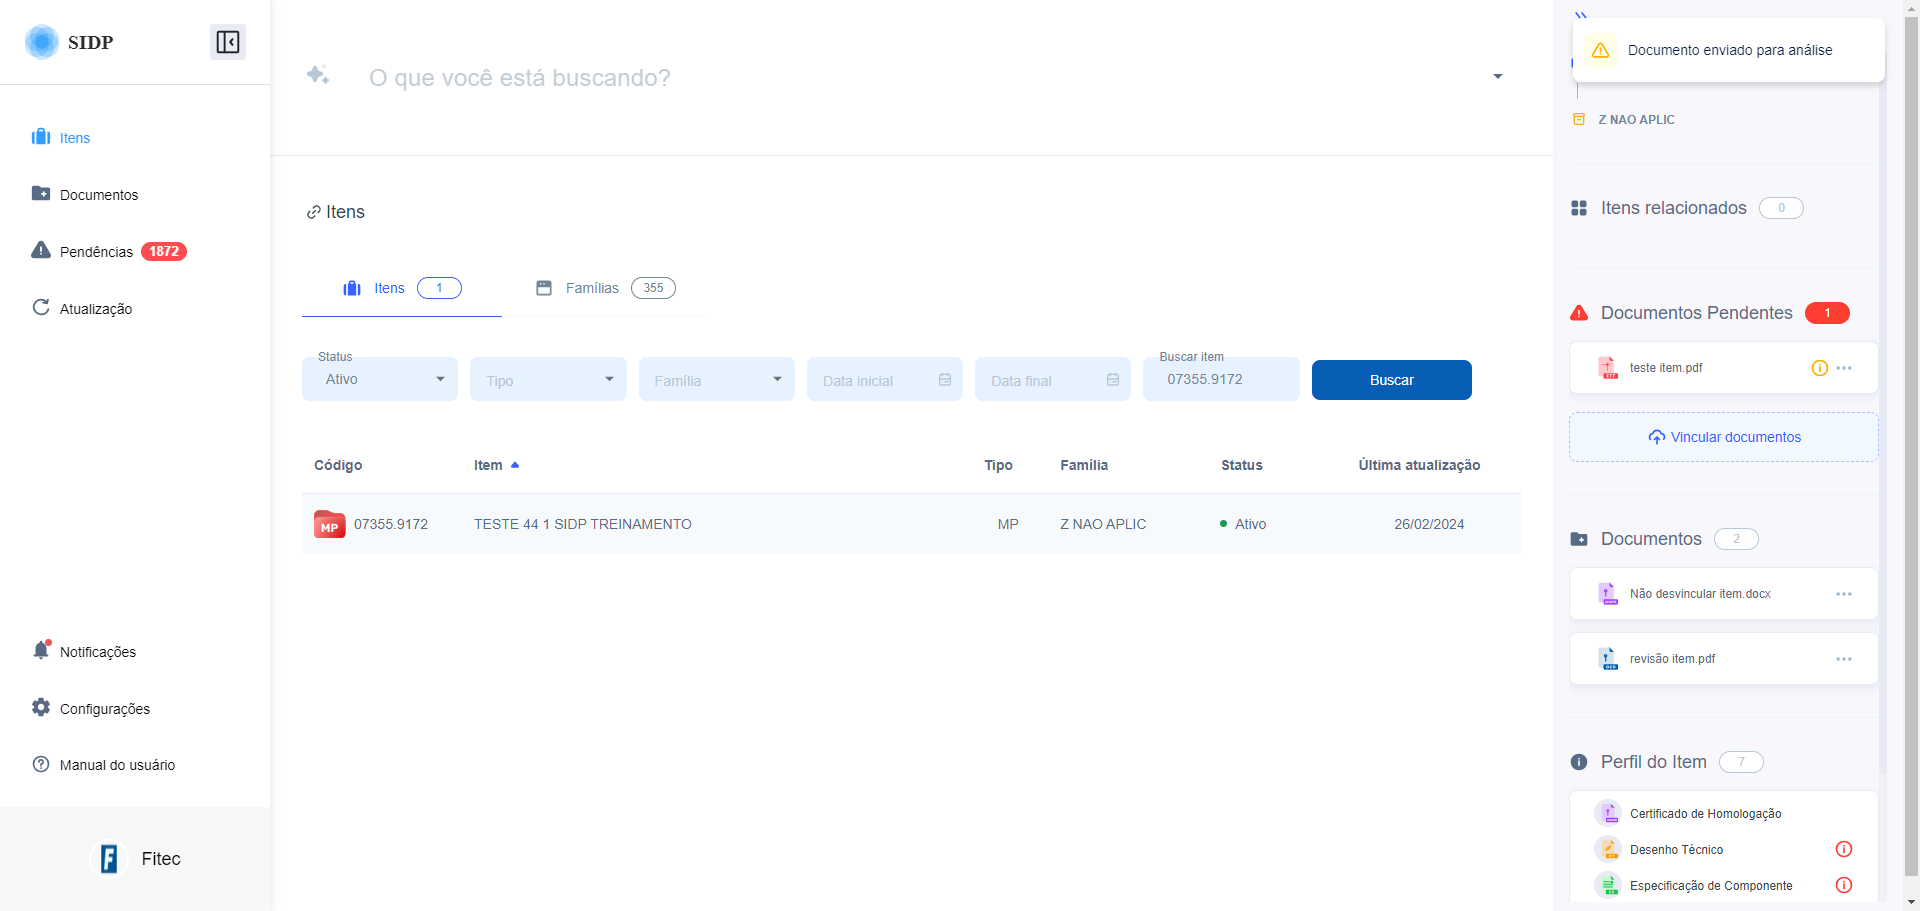 SIDP
Itens
Documentos
Pendências 1872
Atualização
Notificações
Configurações
Manual do usuário
Fitec
O que você está buscando?
Itens
Itens 1
Famílias 355
Status
Ativo
Tipo
Família
Data inicial
Data final
Buscar item
07355.9172
Buscar
Código Item Tipo Família Status Última atualização
MP 07355.9172 TESTE 44 1 SIDP TREINAMENTO MP Z NAO APLIC Ativo 26/02/2024
Documento enviado para análise
Z NAO APLIC
Itens relacionados 0
Documentos Pendentes 1
teste item.pdf
Vincular documentos
Documentos 2
Não desvincular item.docx
revisão item.pdf
Perfil do Item 7
Certificado de Homologação
Desenho Técnico
Especificação de Componente